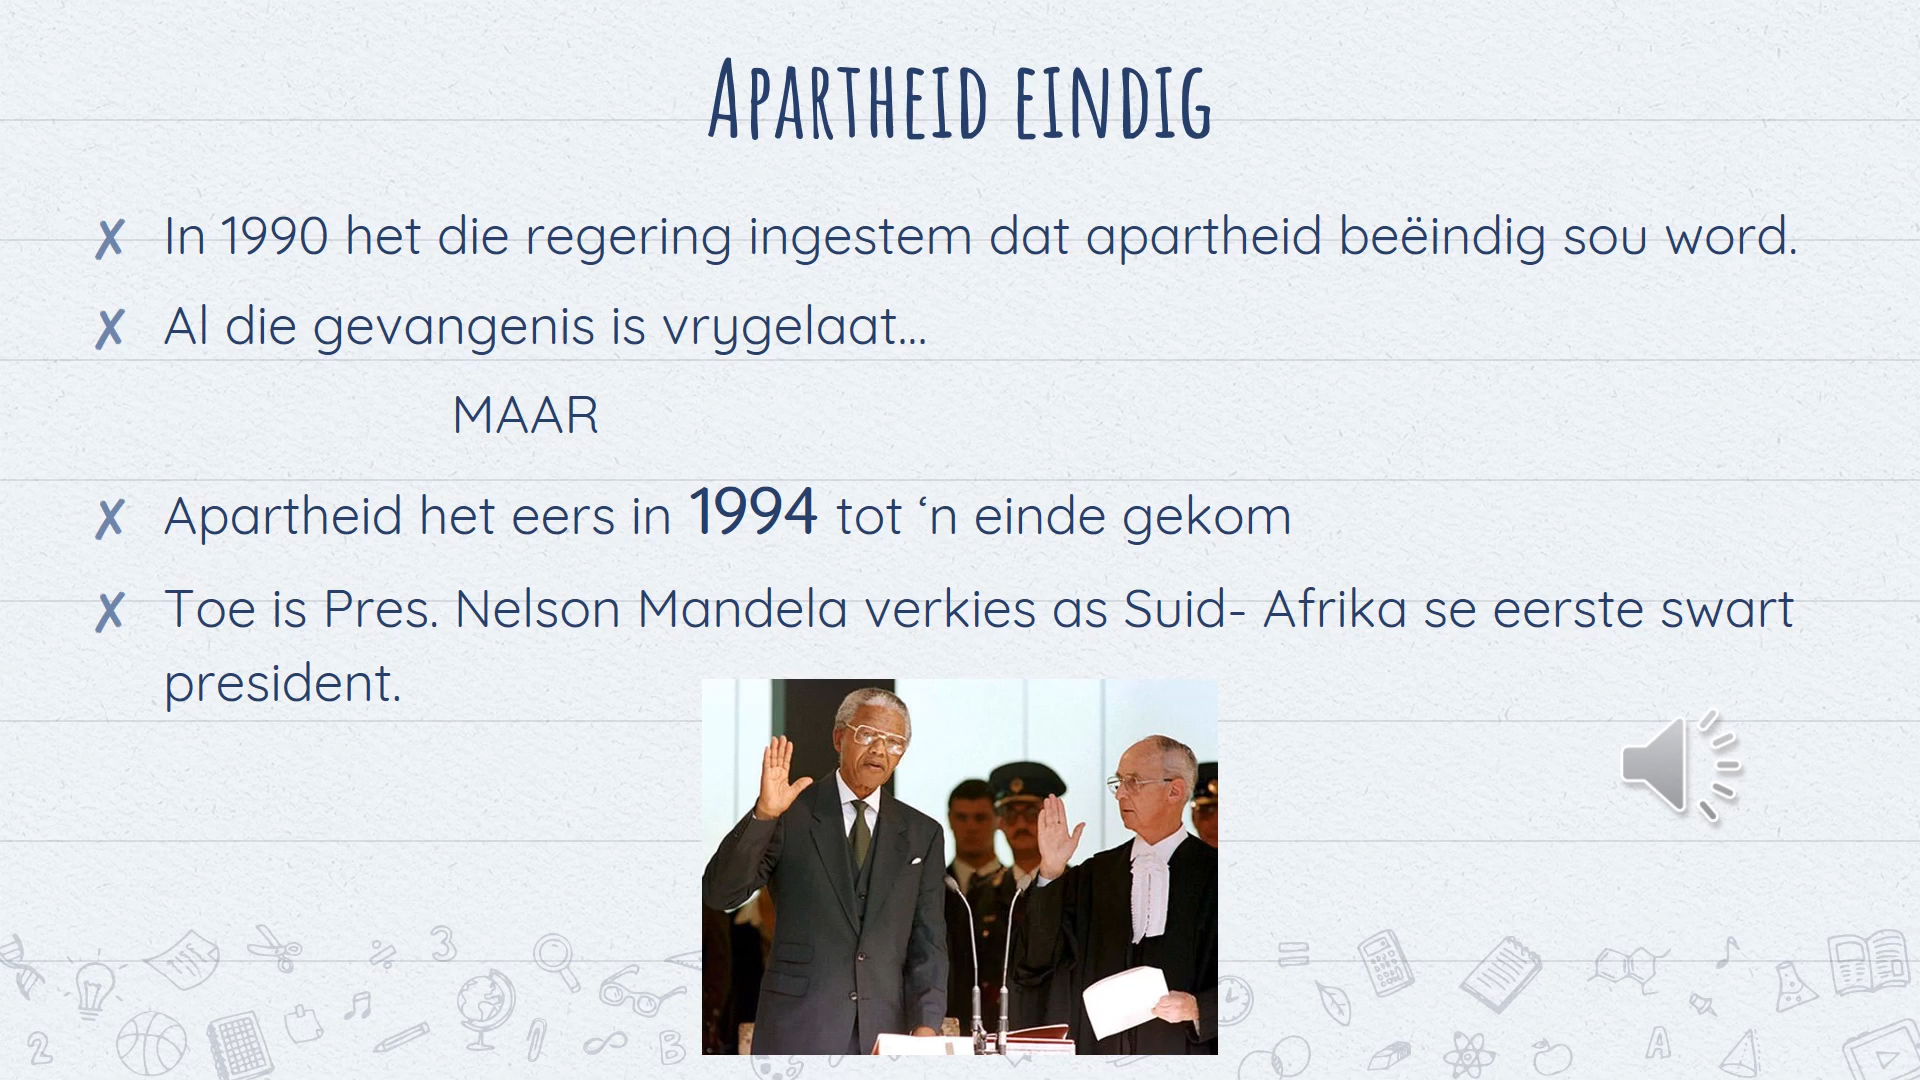 Apartheid eindig
✗ In 1990 het die regering ingestem dat apartheid beëindig sou word.
✗ Al die gevangenis is vrygelaat...
MAAR
✗ Apartheid het eers in 1994 tot ‘n einde gekom
✗ Toe is Pres. Nelson Mandela verkies as Suid- Afrika se eerste swart
president.